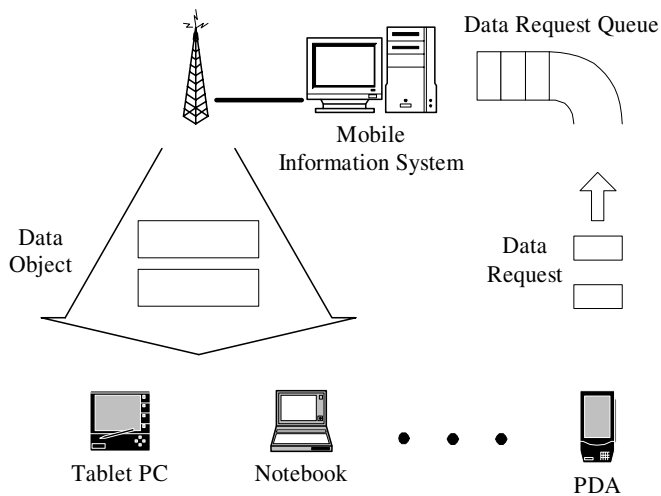 Data Request Queue
Mobile
Information System
Data
Object
Data
Request
Tablet PC
Notebook
PDA